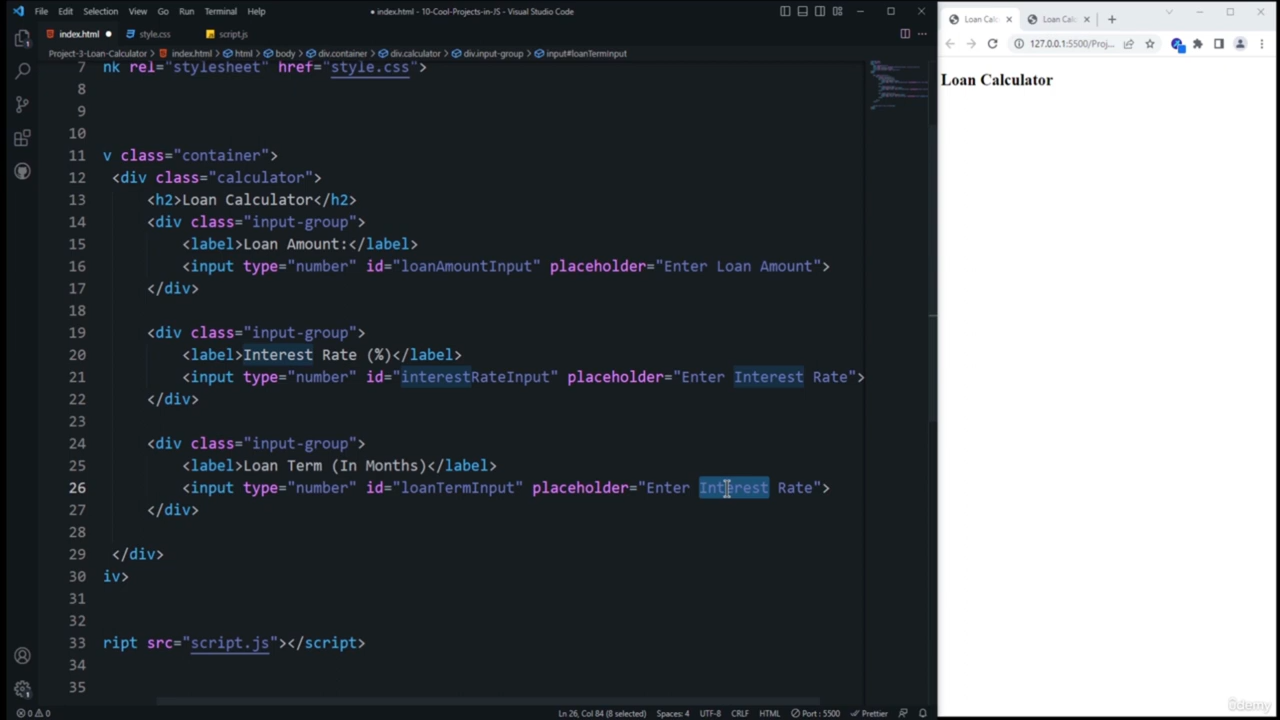 File Edit Selection View Go Run Terminal Help
● index.html - 10-Cool-Projects-in-JS - Visual Studio Code
index.html ● style.css script.js
Project-3-Loan-Calculator > index.html > html > body > div.container > div.calculator > div.input-group > input#loanTermInput
7 nk rel="stylesheet" href="style.css">
8
9
10
11 v class="container">
12 <div class="calculator">
13 <h2>Loan Calculator</h2>
14 <div class="input-group">
15 <label>Loan Amount:</label>
16 <input type="number" id="loanAmountInput" placeholder="Enter Loan Amount">
17 </div>
18
19 <div class="input-group">
20 <label>Interest Rate (%)</label>
21 <input type="number" id="interestRateInput" placeholder="Enter Interest Rate">
22 </div>
23
24 <div class="input-group">
25 <label>Loan Term (In Months)</label>
26 <input type="number" id="loanTermInput" placeholder="Enter Interest Rate">
27 </div>
28
29 </div>
30 iv>
31
32
33 ript src="script.js"></script>
34
35
0 0 Ln 26, Col 84 (8 selected) Spaces: 4 UTF-8 CRLF HTML Port : 5500 Prettier
Loan Calc Loan Calc
127.0.0.1:5500/Proj...
Loan Calculator
ûdemy